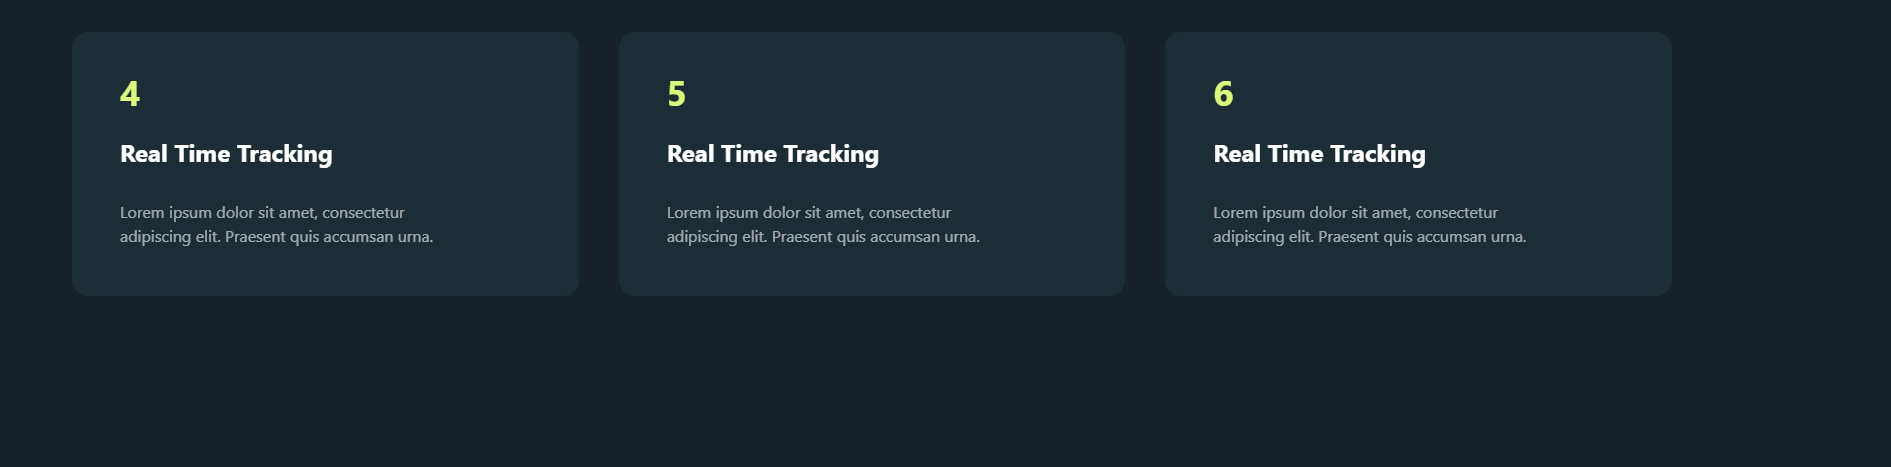 4
Real Time Tracking
Lorem ipsum dolor sit amet, consectetur
adipiscing elit. Praesent quis accumsan urna.
5
Real Time Tracking
Lorem ipsum dolor sit amet, consectetur
adipiscing elit. Praesent quis accumsan urna.
6
Real Time Tracking
Lorem ipsum dolor sit amet, consectetur
adipiscing elit. Praesent quis accumsan urna.